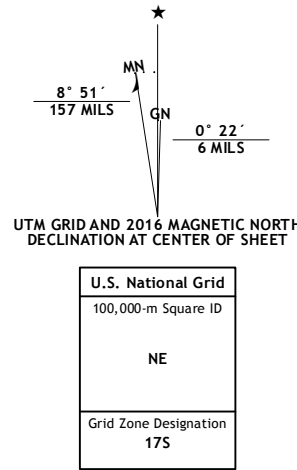 MN
GN
8° 51´
157 MILS
0° 22´
6 MILS
UTM GRID AND 2016 MAGNETIC NORTH
DECLINATION AT CENTER OF SHEET
U.S. National Grid
100,000-m Square ID
NE
Grid Zone Designation
17S